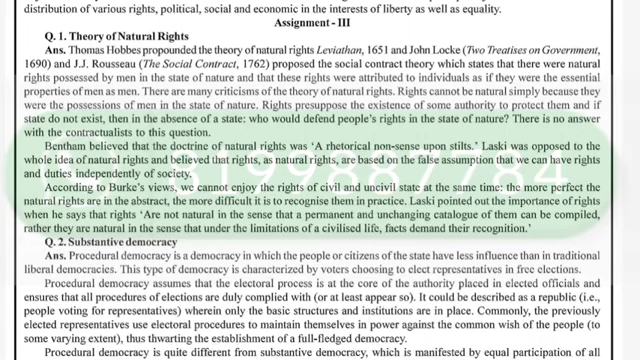 distribution of various rights, political, social and economic in the interests of liberty as well as equality.
Assignment - III
Q. 1. Theory of Natural Rights
Ans. Thomas Hobbes propounded the theory of natural rights Leviathan, 1651 and John Locke (Two Treatises on Government,
1690) and J.J. Rousseau (The Social Contract, 1762) proposed the social contract theory which states that there were natural
rights possessed by men in the state of nature and that these rights were attributed to individuals as if they were the essential
properties of men as men. There are many criticisms of the theory of natural rights. Rights cannot be natural simply because they
were the possessions of men in the state of nature. Rights presuppose the existence of some authority to protect them and if
state do not exist, then in the absence of a state: who would defend people's rights in the state of nature? There is no answer
with the contractualists to this question.
Bentham believed that the doctrine of natural rights was 'A rhetorical non-sense upon stilts.' Laski was opposed to the
whole idea of natural rights and believed that rights, as natural rights, are based on the false assumption that we can have rights
and duties independently of society.
According to Burke's views, we cannot enjoy the rights of civil and uncivil state at the same time: the more perfect the
natural rights are in the abstract, the more difficult it is to recognise them in practice. Laski pointed out the importance of rights
when he says that rights 'Are not natural in the sense that a permanent and unchanging catalogue of them can be compiled,
rather they are natural in the sense that under the limitations of a civilised life, facts demand their recognition.'
Q. 2. Substantive democracy
Ans. Procedural democracy is a democracy in which the people or citizens of the state have less influence than in traditional
liberal democracies. This type of democracy is characterized by voters choosing to elect representatives in free elections.
Procedural democracy assumes that the electoral process is at the core of the authority placed in elected officials and
ensures that all procedures of elections are duly complied with (or at least appear so). It could be described as a republic (i.e.,
people voting for representatives) wherein only the basic structures and institutions are in place. Commonly, the previously
elected representatives use electoral procedures to maintain themselves in power against the common wish of the people (to
some varying extent), thus thwarting the establishment of a full-fledged democracy.
Procedural democracy is quite different from substantive democracy, which is manifested by equal participation of all